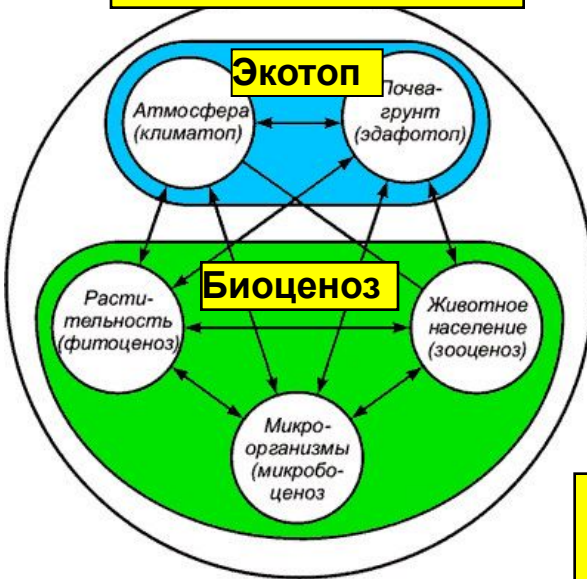 Экотоп
Атмосфера
(климатоп)
Почва-
грунт
(эдафотоп)
Биоценоз
Расти-
тельность
(фитоценоз)
Животное
население
(зооценоз)
Микро-
организмы
(микробо-
ценоз